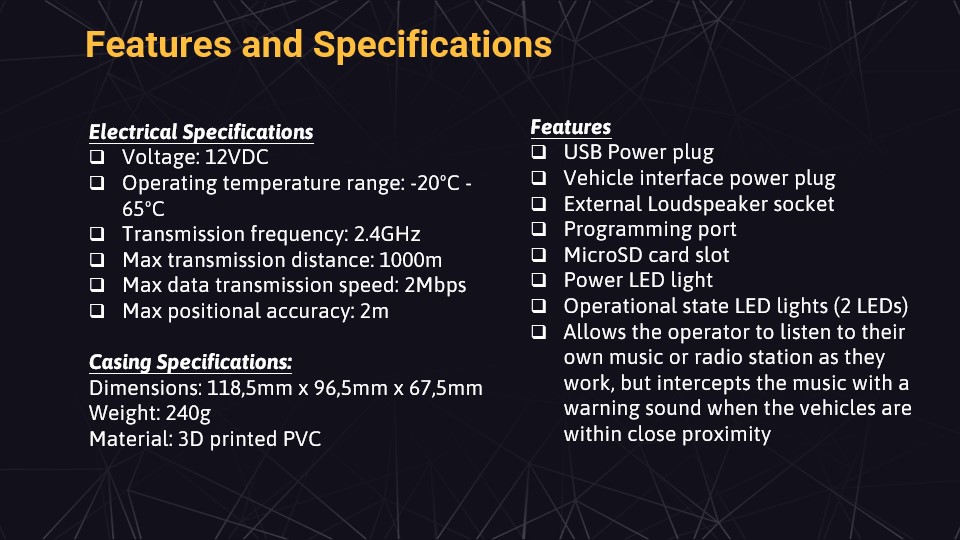 Features and Specifications
Electrical Specifications
❑ Voltage: 12VDC
❑ Operating temperature range: -20°C -
65°C
❑ Transmission frequency: 2.4GHz
❑ Max transmission distance: 1000m
❑ Max data transmission speed: 2Mbps
❑ Max positional accuracy: 2m
Casing Specifications:
Dimensions: 118,5mm x 96,5mm x 67,5mm
Weight: 240g
Material: 3D printed PVC
Features
❑ USB Power plug
❑ Vehicle interface power plug
❑ External Loudspeaker socket
❑ Programming port
❑ MicroSD card slot
❑ Power LED light
❑ Operational state LED lights (2 LEDs)
❑ Allows the operator to listen to their
own music or radio station as they
work, but intercepts the music with a
warning sound when the vehicles are
within close proximity